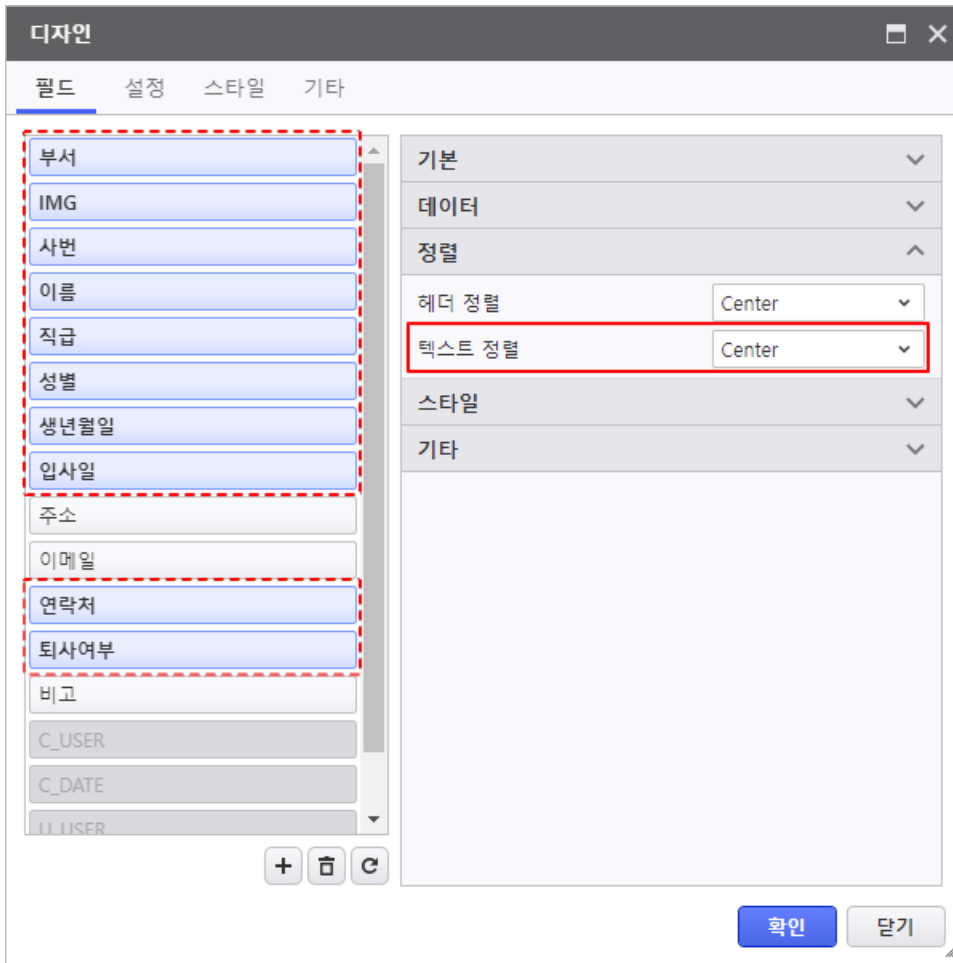 디자인
필드 설정 스타일 기타
부서
IMG
사번
이름
직급
성별
생년월일
입사일
주소
이메일
연락처
퇴사여부
비고
C_USER
C_DATE
U_USER
기본
데이터
정렬
헤더 정렬 Center
텍스트 정렬 Center
스타일
기타
확인 닫기